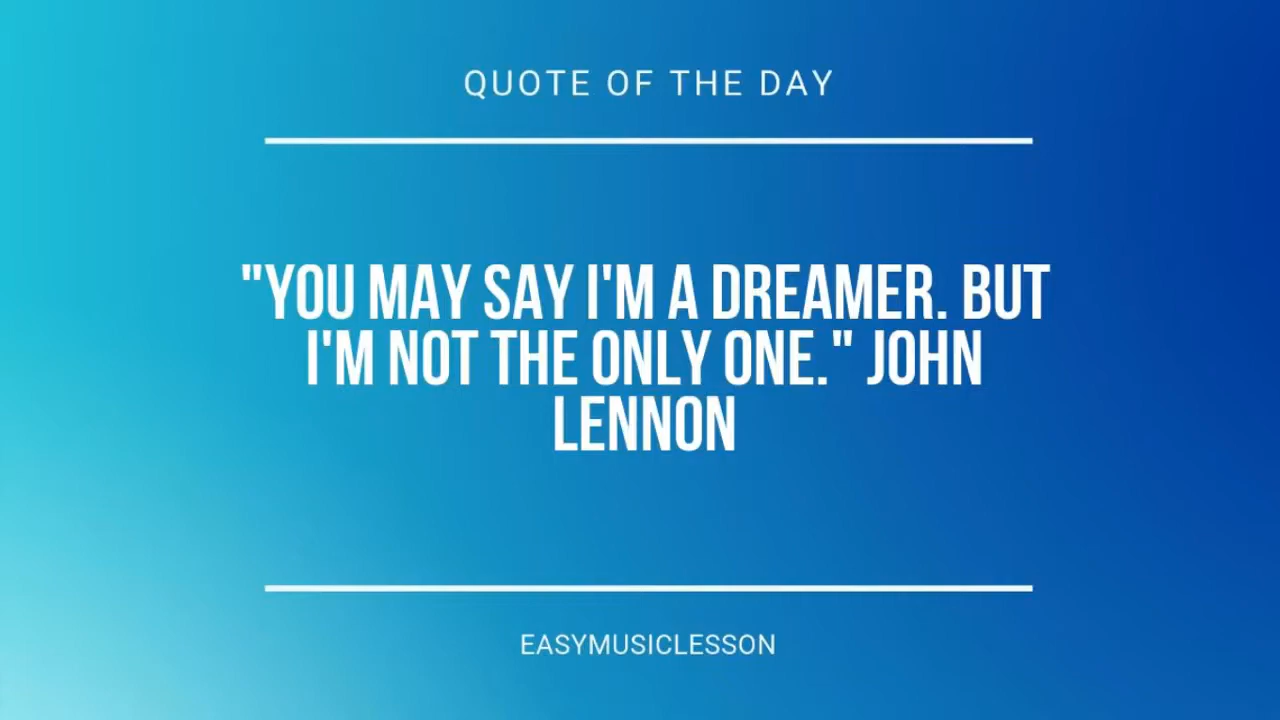 QUOTE OF THE DAY
"YOU MAY SAY I'M A DREAMER. BUT
I'M NOT THE ONLY ONE." JOHN
LENNON
EASYMUSICLESSON